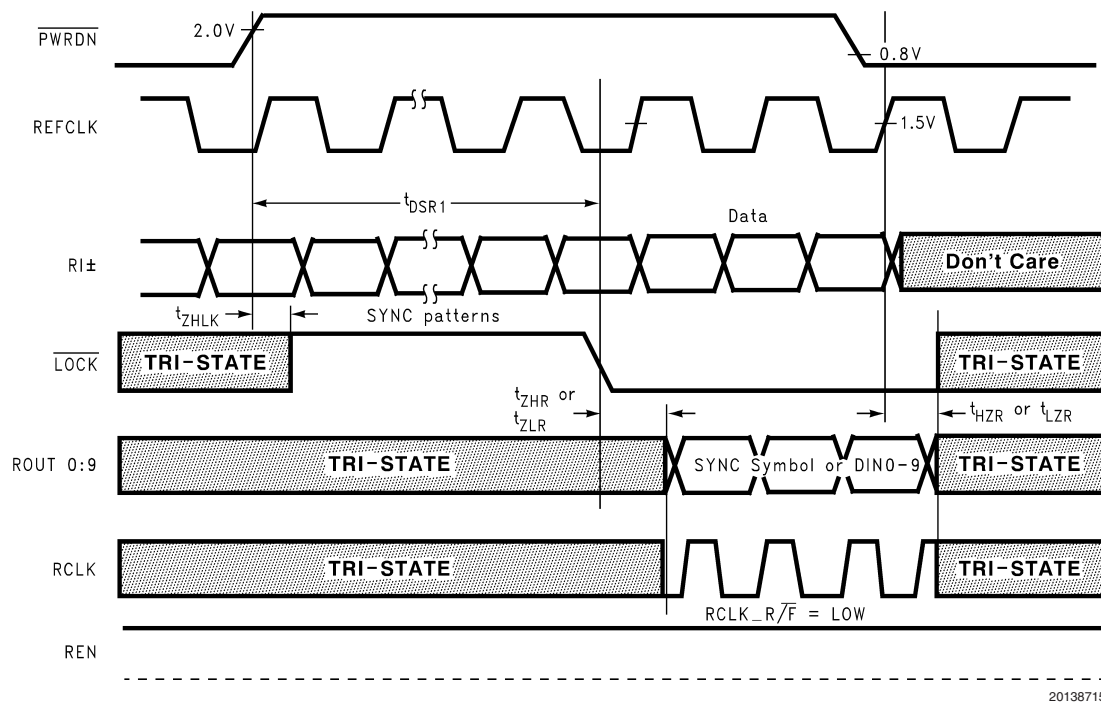 PWRDN
2.0V
0.8V
REFCLK
1.5V
tDSR1
Data
RI±
Don't Care
tZHLK
SYNC patterns
LOCK
TRI-STATE
TRI-STATE
tZHR or
tZLR
tHZR or tLZR
ROUT 0:9
TRI-STATE
SYNC Symbol or DIN0-9
TRI-STATE
RCLK
TRI-STATE
TRI-STATE
RCLK_R/F = LOW
REN
20138715